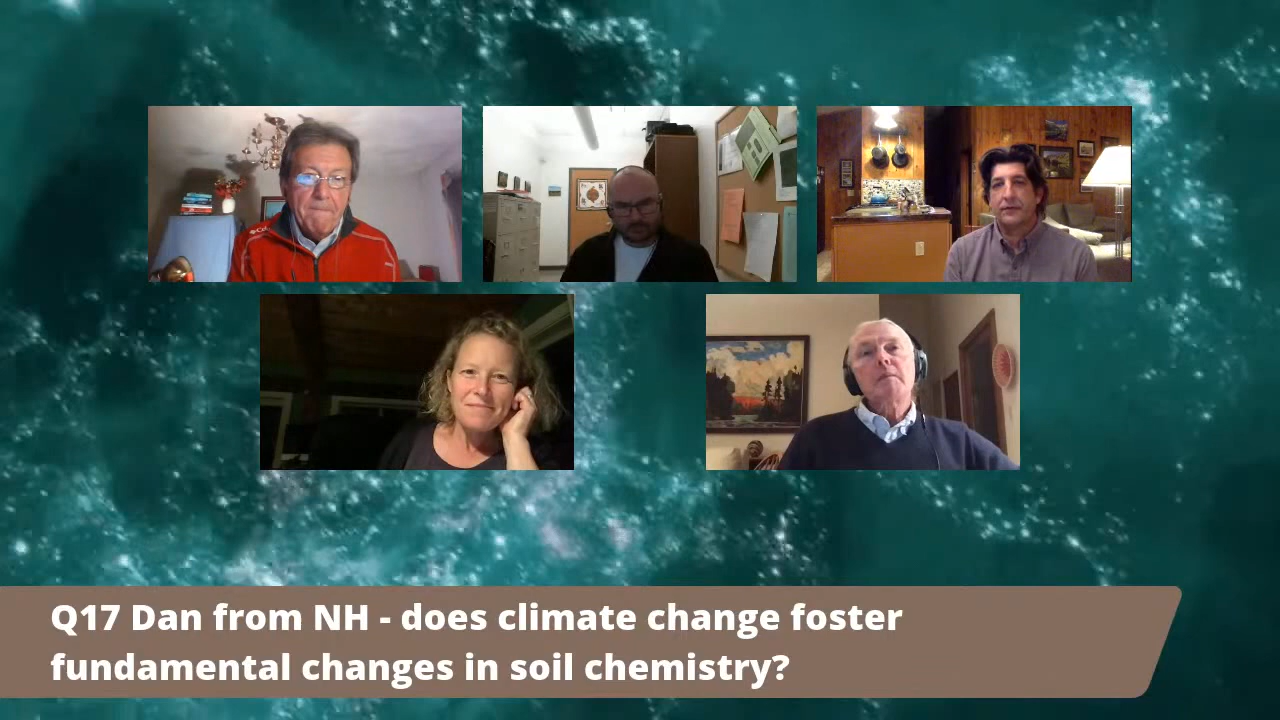 Q17 Dan from NH - does climate change foster
fundamental changes in soil chemistry?